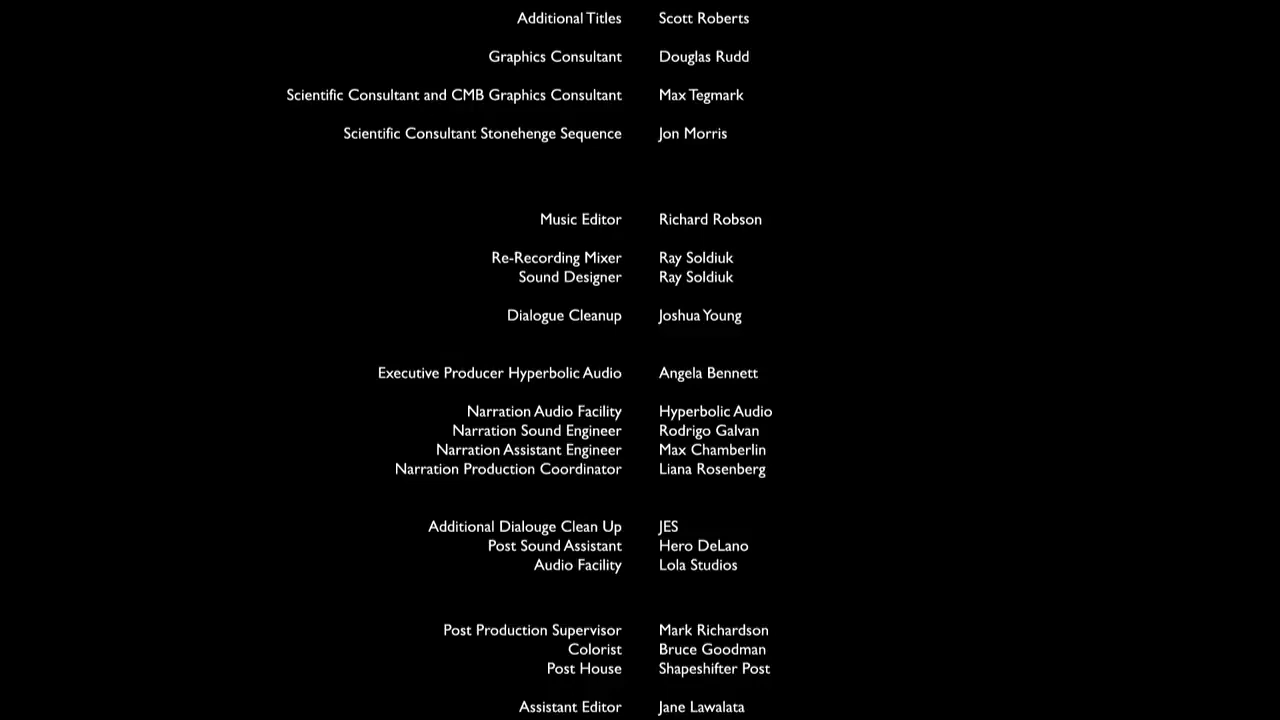 Additional Titles Scott Roberts
Graphics Consultant Douglas Rudd
Scientific Consultant and CMB Graphics Consultant Max Tegmark
Scientific Consultant Stonehenge Sequence Jon Morris
Music Editor Richard Robson
Re-Recording Mixer Ray Soldiuk
Sound Designer Ray Soldiuk
Dialogue Cleanup Joshua Young
Executive Producer Hyperbolic Audio Angela Bennett
Narration Audio Facility Hyperbolic Audio
Narration Sound Engineer Rodrigo Galvan
Narration Assistant Engineer Max Chamberlin
Narration Production Coordinator Liana Rosenberg
Additional Dialouge Clean Up JES
Post Sound Assistant Hero DeLano
Audio Facility Lola Studios
Post Production Supervisor Mark Richardson
Colorist Bruce Goodman
Post House Shapeshifter Post
Assistant Editor Jane Lawalata